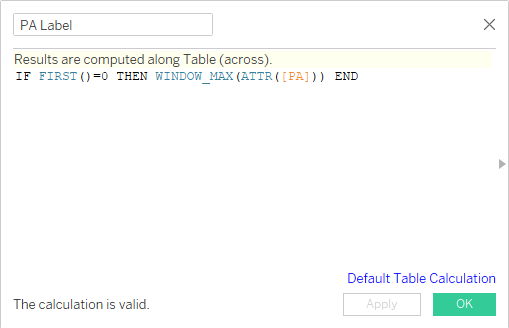 PA Label
Results are computed along Table (across).
IF FIRST()=0 THEN WINDOW_MAX(ATTR([PA])) END
Default Table Calculation
The calculation is valid.
Apply
OK